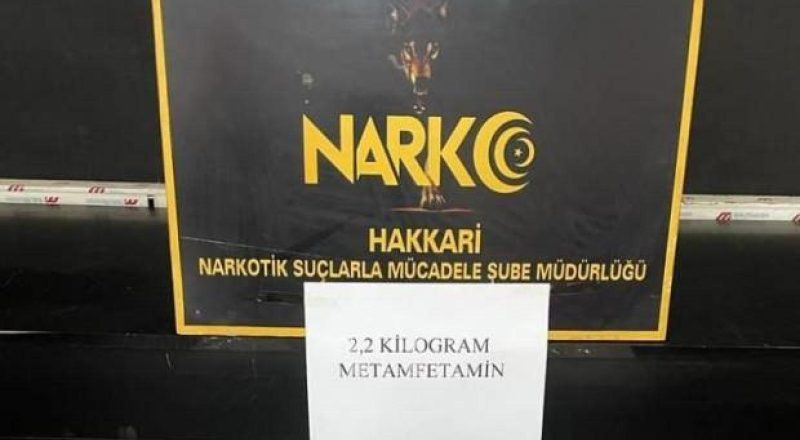 NARKO
HAKKARİ
NARKOTİK SUÇLARLA MÜCADELE ŞUBE MÜDÜRLÜĞÜ
2,2 KİLOGRAM
METAMFETAMİN